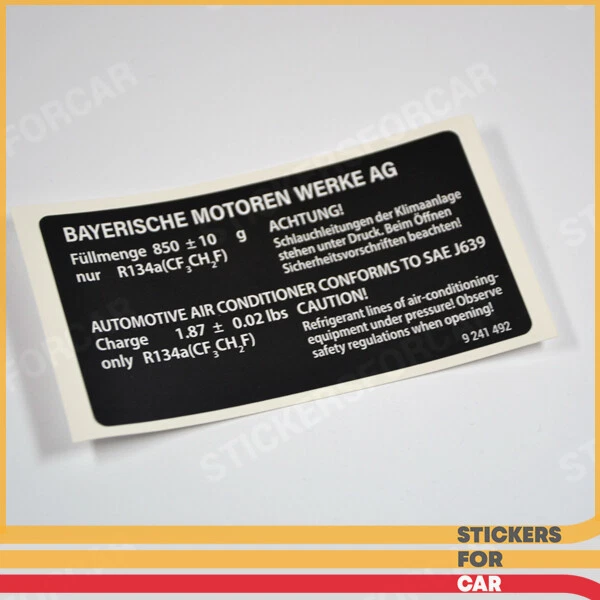 BAYERISCHE MOTOREN WERKE AG
Füllmenge 850 ± 10 g
nur R134a(CF₃CH₂F)
ACHTUNG!
Schlauchleitungen der Klimaanlage
stehen unter Druck. Beim Öffnen
Sicherheitsvorschriften beachten!
AUTOMOTIVE AIR CONDITIONER CONFORMS TO SAE J639
Charge 1.87 ± 0.02 lbs
only R134a(CF₃CH₂F)
CAUTION!
Refrigerant lines of air-conditioning-
equipment under pressure! Observe
safety regulations when opening!
9 241 492
STICKERSFORCAR
STICKERS
FOR
CAR